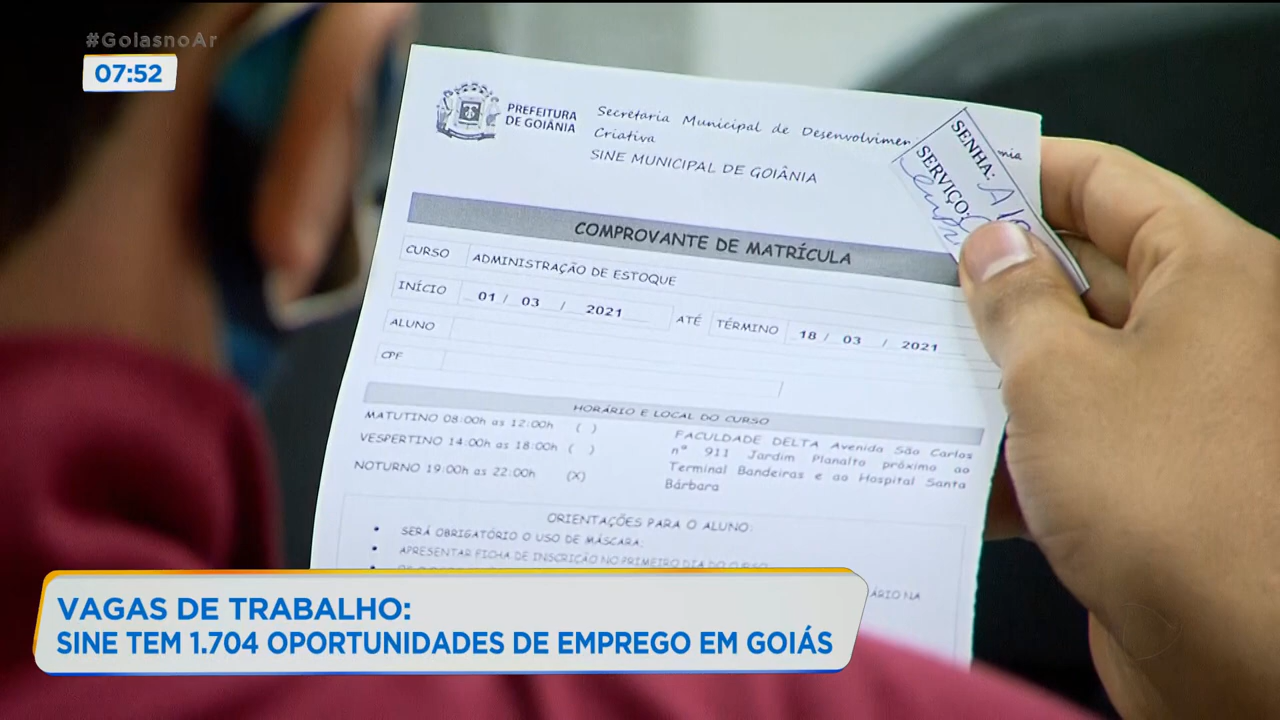 #GoiásnoAr
07:52
PREFEITURA
DE GOIÂNIA
Secretaria Municipal de
Criativa
SINE MUNICIPAL DE GOIÂNIA
SENHA:
SERVIÇO:
COMPROVANTE DE MATRÍCULA
CURSO ADMINISTRAÇÃO DE ESTOQUE
INÍCIO 01 / 03 / 2021 ATÉ TÉRMINO 18 / 03 / 2021
ALUNO
CPF
HORÁRIO E LOCAL DO CURSO
MATUTINO 08:00h as 12:00h ( )
VESPERTINO 14:00h as 18:00h ( )
NOTURNO 19:00h as 22:00h (X)
FACULDADE DELTA Avenida São Carlos
nº 911 Jardim Planalto próximo ao
Terminal Bandeiras e ao Hospital Santa
Bárbara
ORIENTAÇÕES PARA O ALUNO:
• SERÁ OBRIGATÓRIO O USO DE MÁSCARA;
• APRESENTAR FICHA DE INSCRIÇÃO NO PRIMEIRO DIA DO CURSO
VAGAS DE TRABALHO:
SINE TEM 1.704 OPORTUNIDADES DE EMPREGO EM GOIÁS